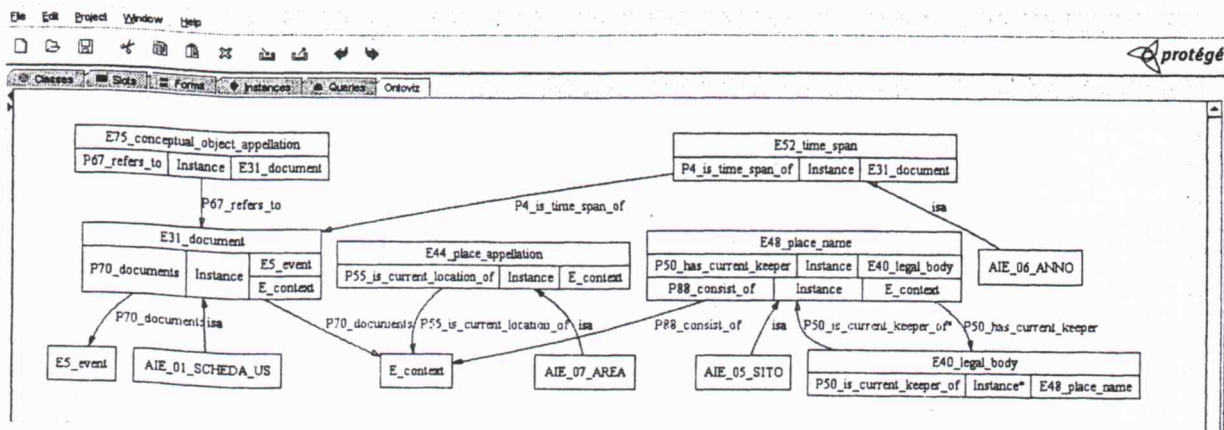 File Edit Project Window Help
protégé
Classes Slots Forms Instances Queries Ontoviz
E75_conceptual_object_appellation
P67_refers_to Instance E31_document
E52_time_span
P4_is_time_span_of Instance E31_document
P67_refers_to
P4_is_time_span_of
isa
E31_document
P70_documents Instance E5_event
E_context
E44_place_appellation
P55_is_current_location_of Instance E_context
E48_place_name
P50_has_current_keeper Instance E40_legal_body
P88_consist_of Instance E_context
AIE_06_ANNO
P70_documents isa P70_documents P55_is_current_location_of isa P88_consist_of isa P50_is_current_keeper_of* P50_has_current_keeper
E5_event AIE_01_SCHEDA_US E_context AIE_07_AREA AIE_05_SITO
E40_legal_body
P50_is_current_keeper_of Instance* E48_place_name